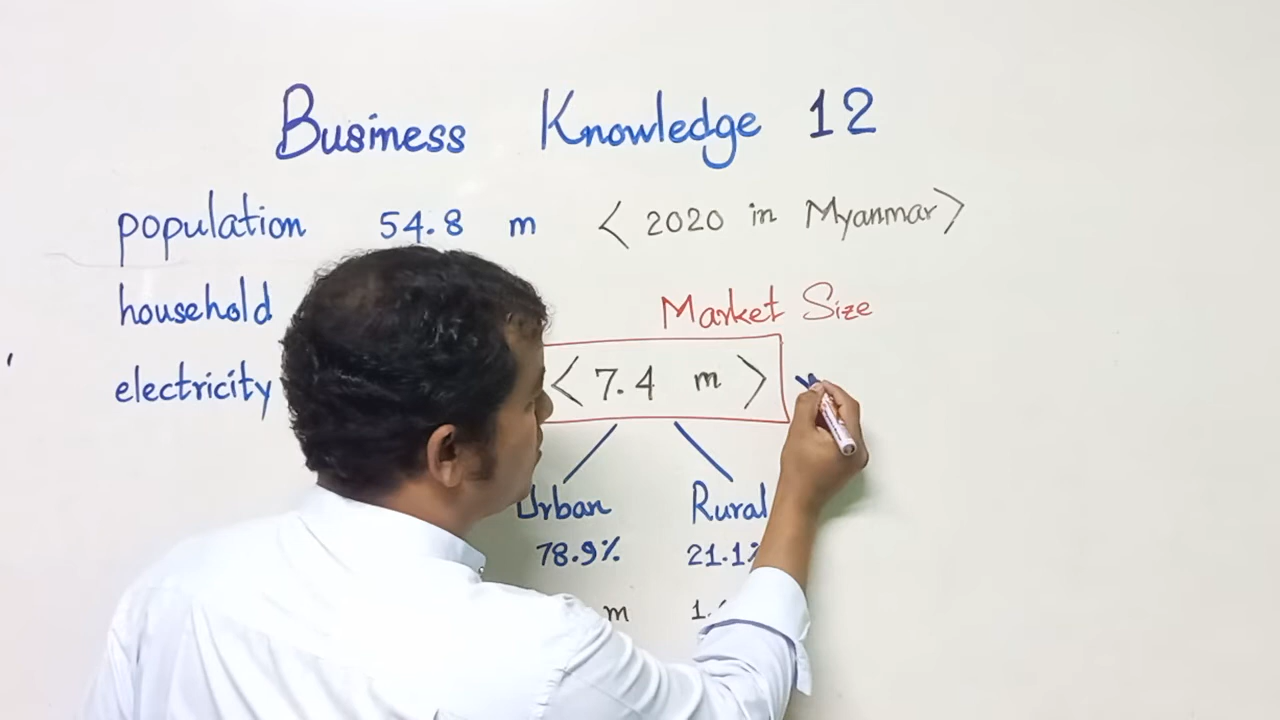 Business Knowledge 12
population 54.8 m < 2020 in Myanmar >
household
Market Size
electricity < 7.4 m >
Urban Rural
78.9% 21.1%
m 1.